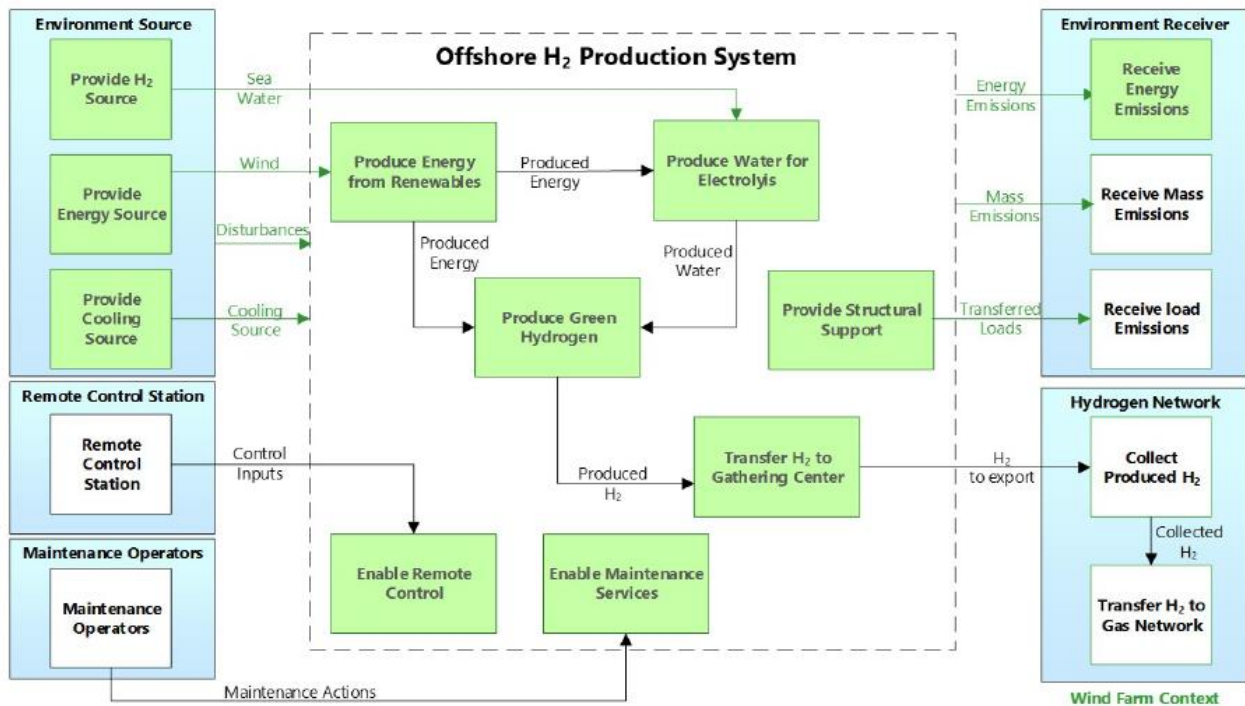 Environment Source
Provide H₂
Source
Provide
Energy Source
Provide
Cooling
Source
Sea
Water
Wind
Disturbances
Cooling
Source
Remote Control Station
Remote
Control
Station
Control
Inputs
Maintenance Operators
Maintenance
Operators
Maintenance Actions
Offshore H₂ Production System
Produce Energy
from Renewables
Produced
Energy
Produce Water for
Electrolyis
Produced
Energy
Produced
Water
Produce Green
Hydrogen
Provide Structural
Support
Produced
H₂
Transfer H₂ to
Gathering Center
Enable Remote
Control
Enable Maintenance
Services
Energy
Emissions
Mass
Emissions
Transferred
Loads
H₂
to export
Environment Receiver
Receive
Energy
Emissions
Receive Mass
Emissions
Receive load
Emissions
Hydrogen Network
Collect
Produced H₂
Collected
H₂
Transfer H₂ to
Gas Network
Wind Farm Context